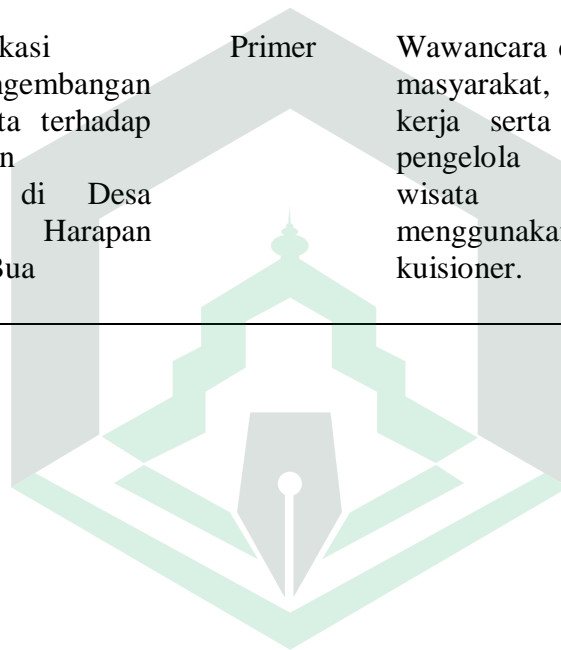 kasi
ngembangan
ta terhadap
n
di Desa
Harapan
Bua
Primer
Wawancara
masyarakat,
kerja serta
pengelola
wisata
menggunakan
kuisioner.